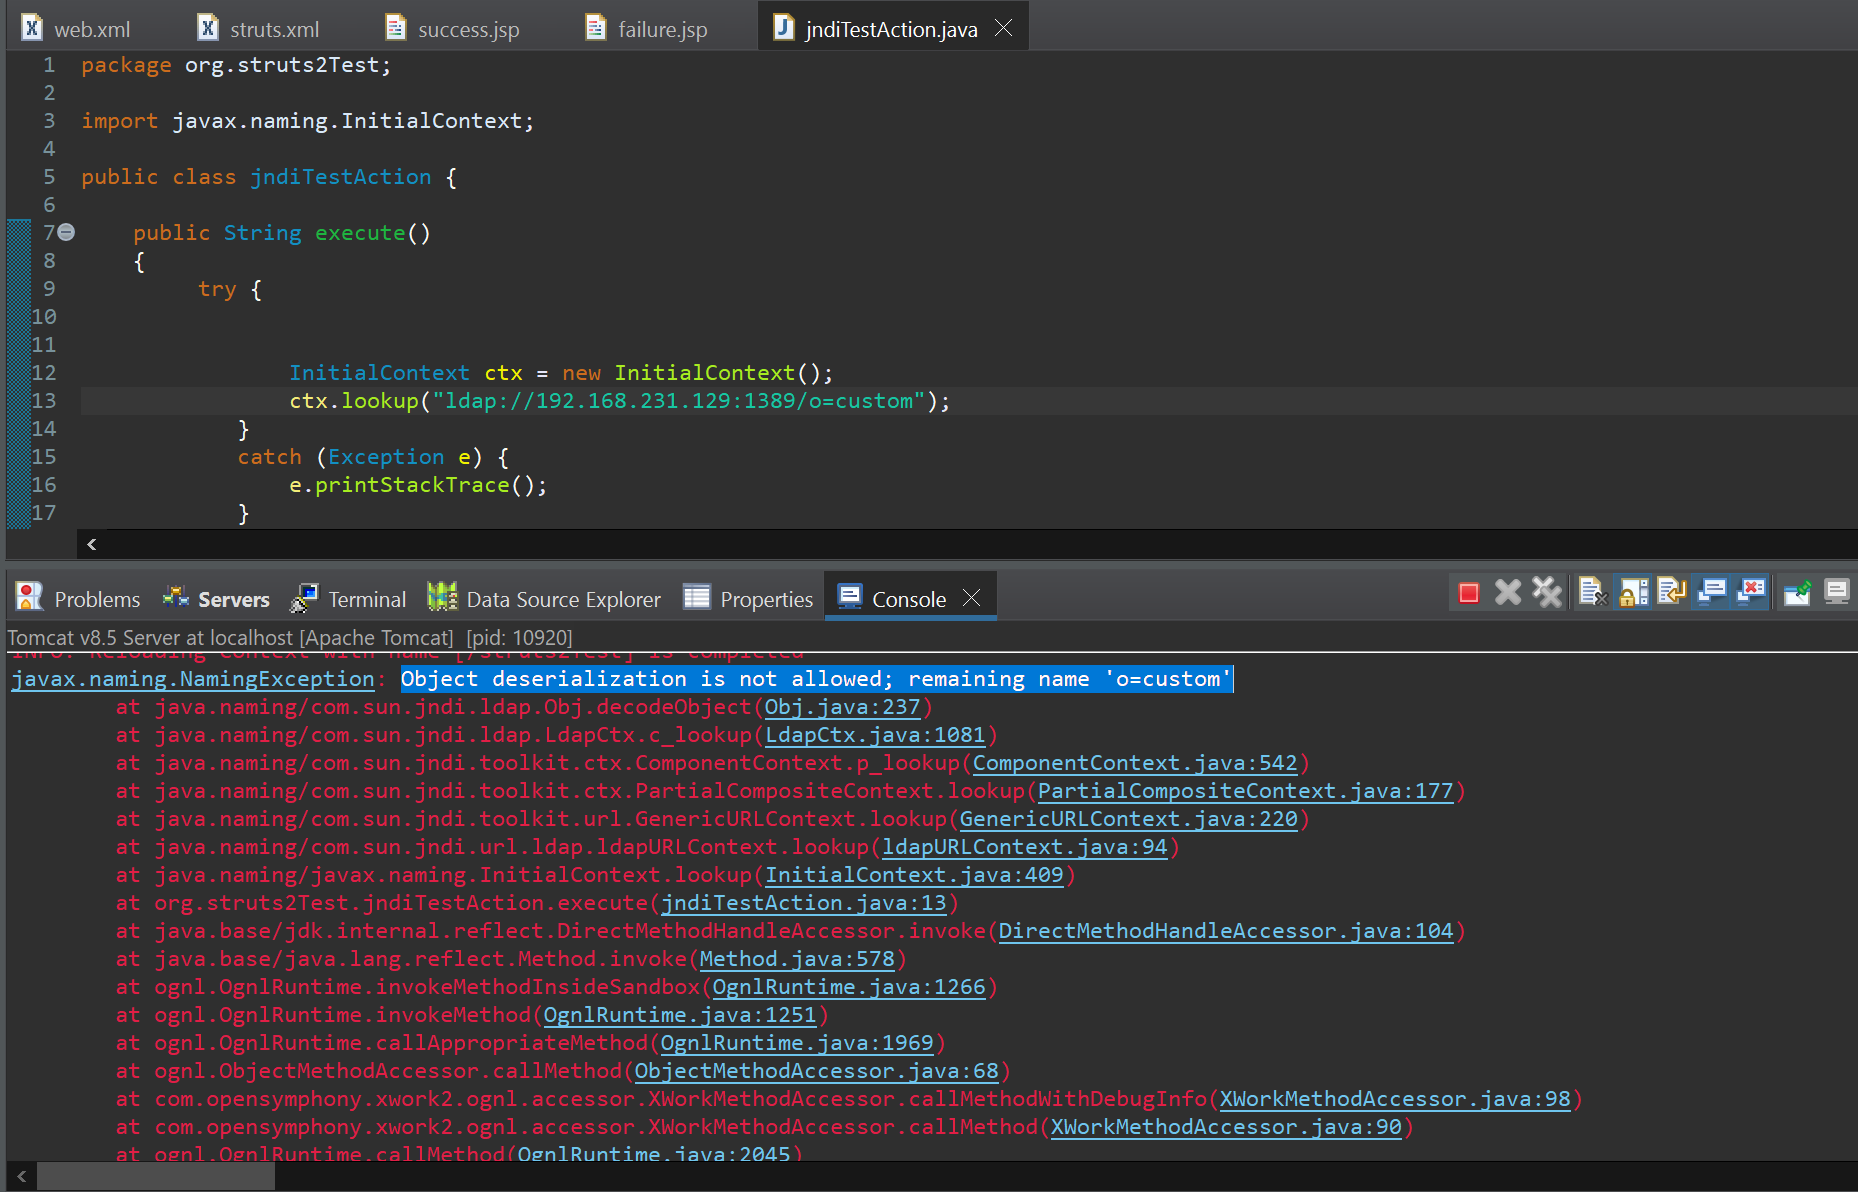 web.xml struts.xml success.jsp failure.jsp jndiTestAction.java
1 package org.struts2Test;
2
3 import javax.naming.InitialContext;
4
5 public class jndiTestAction {
6
7 public String execute()
8 {
9 try {
10
11
12 InitialContext ctx = new InitialContext();
13 ctx.lookup("ldap://192.168.231.129:1389/o=custom");
14 }
15 catch (Exception e) {
16 e.printStackTrace();
17 }
Problems Servers Terminal Data Source Explorer Properties Console
Tomcat v8.5 Server at localhost [Apache Tomcat] [pid: 10920]
INFO: Reloading Context with name [/Struts2Test] is completed
javax.naming.NamingException: Object deserialization is not allowed; remaining name 'o=custom'
at java.naming/com.sun.jndi.ldap.Obj.decodeObject(Obj.java:237)
at java.naming/com.sun.jndi.ldap.LdapCtx.c_lookup(LdapCtx.java:1081)
at java.naming/com.sun.jndi.toolkit.ctx.ComponentContext.p_lookup(ComponentContext.java:542)
at java.naming/com.sun.jndi.toolkit.ctx.PartialCompositeContext.lookup(PartialCompositeContext.java:177)
at java.naming/com.sun.jndi.toolkit.url.GenericURLContext.lookup(GenericURLContext.java:220)
at java.naming/com.sun.jndi.url.ldap.ldapURLContext.lookup(ldapURLContext.java:94)
at java.naming/javax.naming.InitialContext.lookup(InitialContext.java:409)
at org.struts2Test.jndiTestAction.execute(jndiTestAction.java:13)
at java.base/jdk.internal.reflect.DirectMethodHandleAccessor.invoke(DirectMethodHandleAccessor.java:104)
at java.base/java.lang.reflect.Method.invoke(Method.java:578)
at ognl.OgnlRuntime.invokeMethodInsideSandbox(OgnlRuntime.java:1266)
at ognl.OgnlRuntime.invokeMethod(OgnlRuntime.java:1251)
at ognl.OgnlRuntime.callAppropriateMethod(OgnlRuntime.java:1969)
at ognl.ObjectMethodAccessor.callMethod(ObjectMethodAccessor.java:68)
at com.opensymphony.xwork2.ognl.accessor.XWorkMethodAccessor.callMethodWithDebugInfo(XWorkMethodAccessor.java:98)
at com.opensymphony.xwork2.ognl.accessor.XWorkMethodAccessor.callMethod(XWorkMethodAccessor.java:90)
at ognl.OgnlRuntime.callMethod(OgnlRuntime.java:2045)